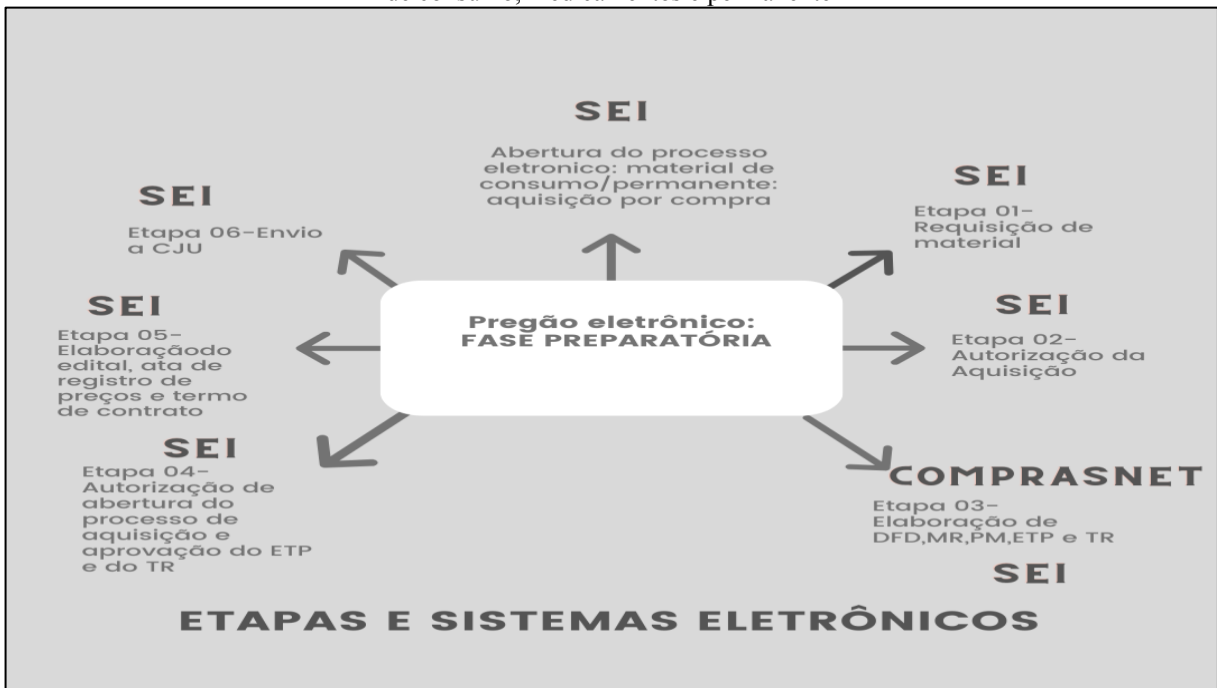 SEI
Abertura do processo
eletronico: material de
consumo/permanente:
aquisição por compra
SEI
Etapa 01-
Requisição de
material
SEI
Etapa 02-
Autorização da
Aquisição
COMPRASNET
Etapa 03-
Elaboração de
DFD,MR,PM,ETP e TR
SEI
SEI
Etapa 04-
Autorização de
abertura do
processo de
aquisição e
aprovação do ETP
e do TR
SEI
Etapa 05-
Elaboraçãodo
edital, ata de
registro de
preços e termo
de contrato
SEI
Etapa 06-Envio
a CJU
Pregão eletrônico:
FASE PREPARATÓRIA
ETAPAS E SISTEMAS ELETRÔNICOS